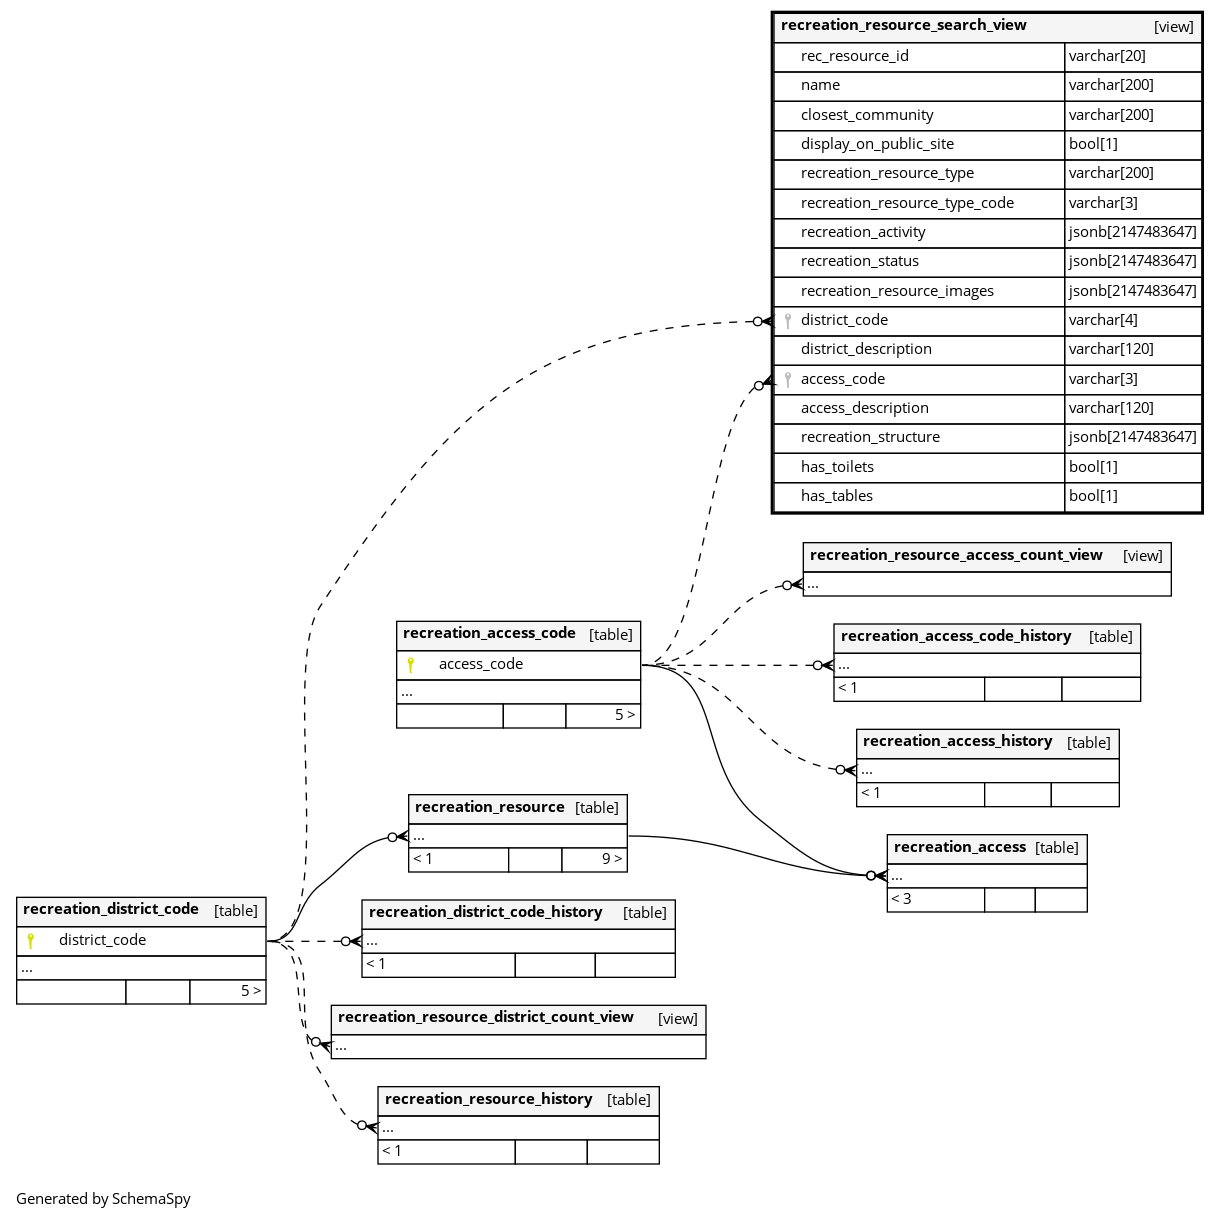 recreation_resource_search_view [view]
rec_resource_id varchar[20]
name varchar[200]
closest_community varchar[200]
display_on_public_site bool[1]
recreation_resource_type varchar[200]
recreation_resource_type_code varchar[3]
recreation_activity jsonb[2147483647]
recreation_status jsonb[2147483647]
recreation_resource_images jsonb[2147483647]
district_code varchar[4]
district_description varchar[120]
access_code varchar[3]
access_description varchar[120]
recreation_structure jsonb[2147483647]
has_toilets bool[1]
has_tables bool[1]
recreation_resource_access_count_view [view]
...
recreation_access_code [table]
access_code
...
5 >
recreation_access_code_history [table]
...
< 1
recreation_access_history [table]
...
< 1
recreation_resource [table]
...
< 1 9 >
recreation_access [table]
...
< 3
recreation_district_code [table]
district_code
...
5 >
recreation_district_code_history [table]
...
< 1
recreation_resource_district_count_view [view]
...
recreation_resource_history [table]
...
< 1
Generated by SchemaSpy